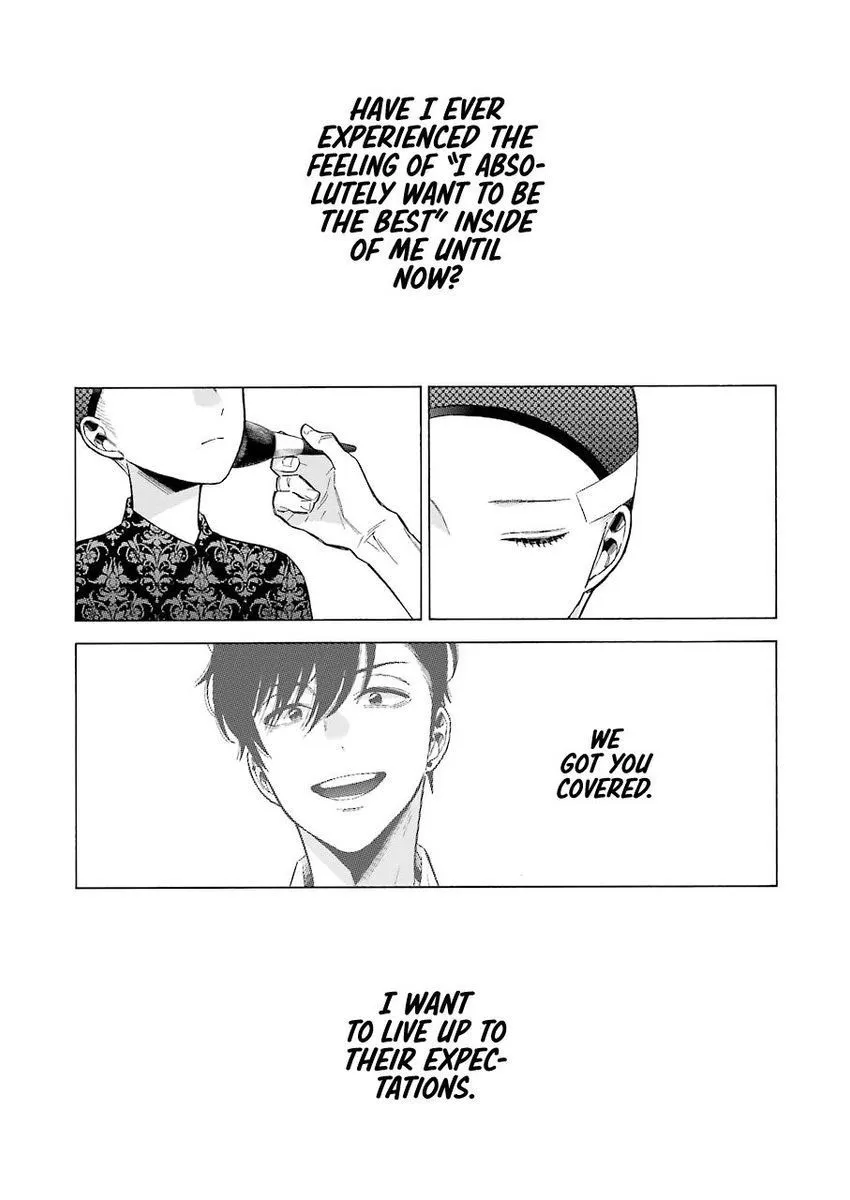 HAVE I EVER
EXPERIENCED THE
FEELING OF "I ABSO-
LUTELY WANT TO BE
THE BEST" INSIDE
OF ME UNTIL
NOW?
WE
GOT YOU
COVERED.
I WANT
TO LIVE UP TO
THEIR EXPEC-
TATIONS.